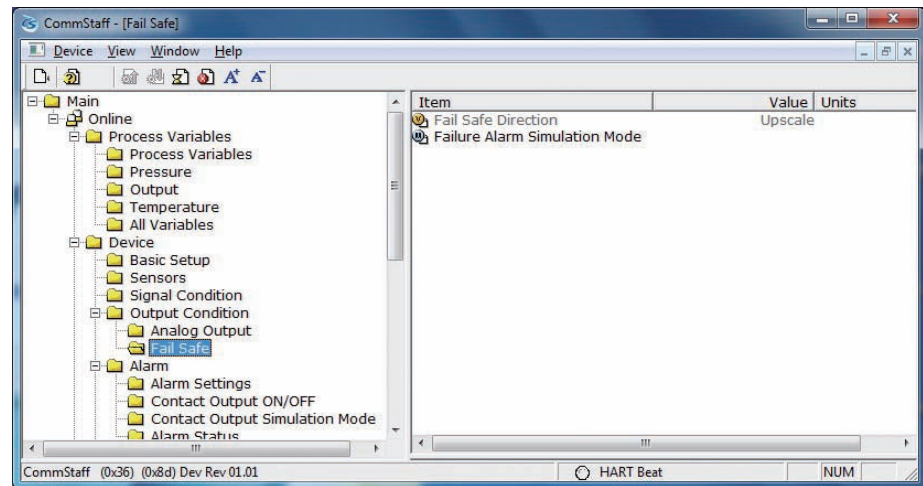 CommStaff - [Fail Safe]
Device View Window Help
Main
Online
Process Variables
Process Variables
Pressure
Output
Temperature
All Variables
Device
Basic Setup
Sensors
Signal Condition
Output Condition
Analog Output
Fail Safe
Alarm
Alarm Settings
Contact Output ON/OFF
Contact Output Simulation Mode
Alarm Status
Item Value Units
Fail Safe Direction Upscale
Failure Alarm Simulation Mode
CommStaff (0x36) (0x8d) Dev Rev 01.01 HART Beat NUM